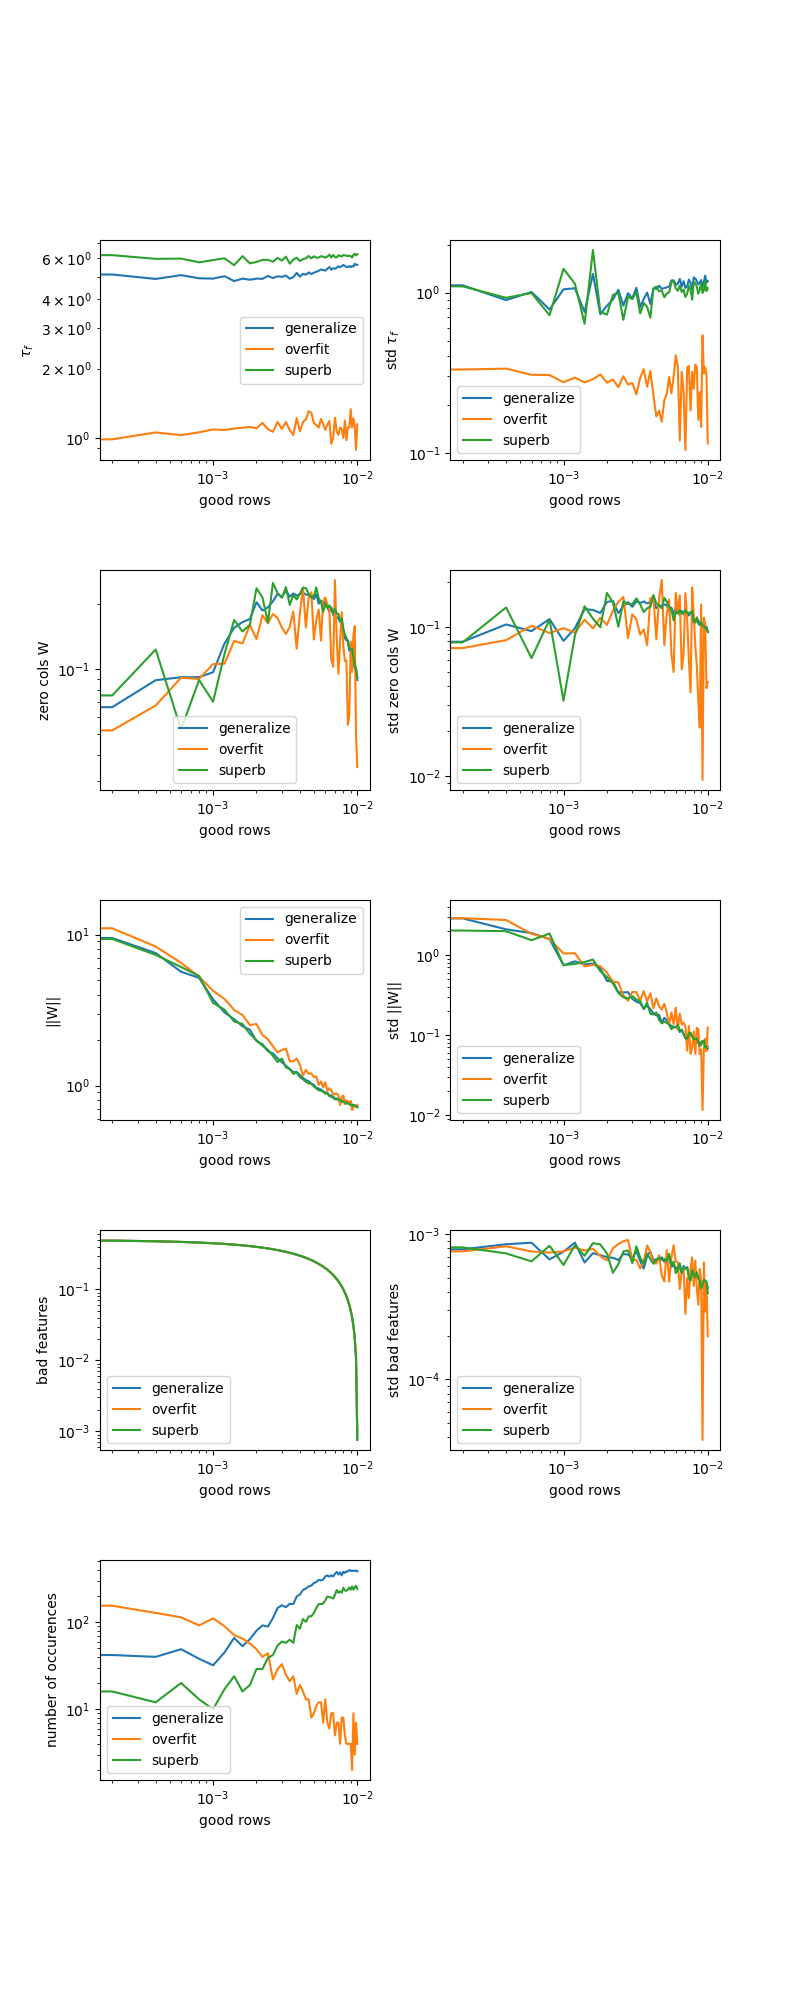 6 × 10⁰
4 × 10⁰
3 × 10⁰
2 × 10⁰
10⁰
τ_f
generalize
overfit
superb
10⁻³
10⁻²
good rows
10⁰
10⁻¹
std τ_f
generalize
overfit
superb
10⁻³
10⁻²
good rows
10⁻¹
zero cols W
generalize
overfit
superb
10⁻³
10⁻²
good rows
10⁻¹
10⁻²
std zero cols W
generalize
overfit
superb
10⁻³
10⁻²
good rows
10¹
10⁰
||W||
generalize
overfit
superb
10⁻³
10⁻²
good rows
10⁰
10⁻¹
10⁻²
std ||W||
generalize
overfit
superb
10⁻³
10⁻²
good rows
10⁻¹
10⁻²
10⁻³
bad features
generalize
overfit
superb
10⁻³
10⁻²
good rows
10⁻³
10⁻⁴
std bad features
generalize
overfit
superb
10⁻³
10⁻²
good rows
10²
10¹
number of occurences
generalize
overfit
superb
10⁻³
10⁻²
good rows